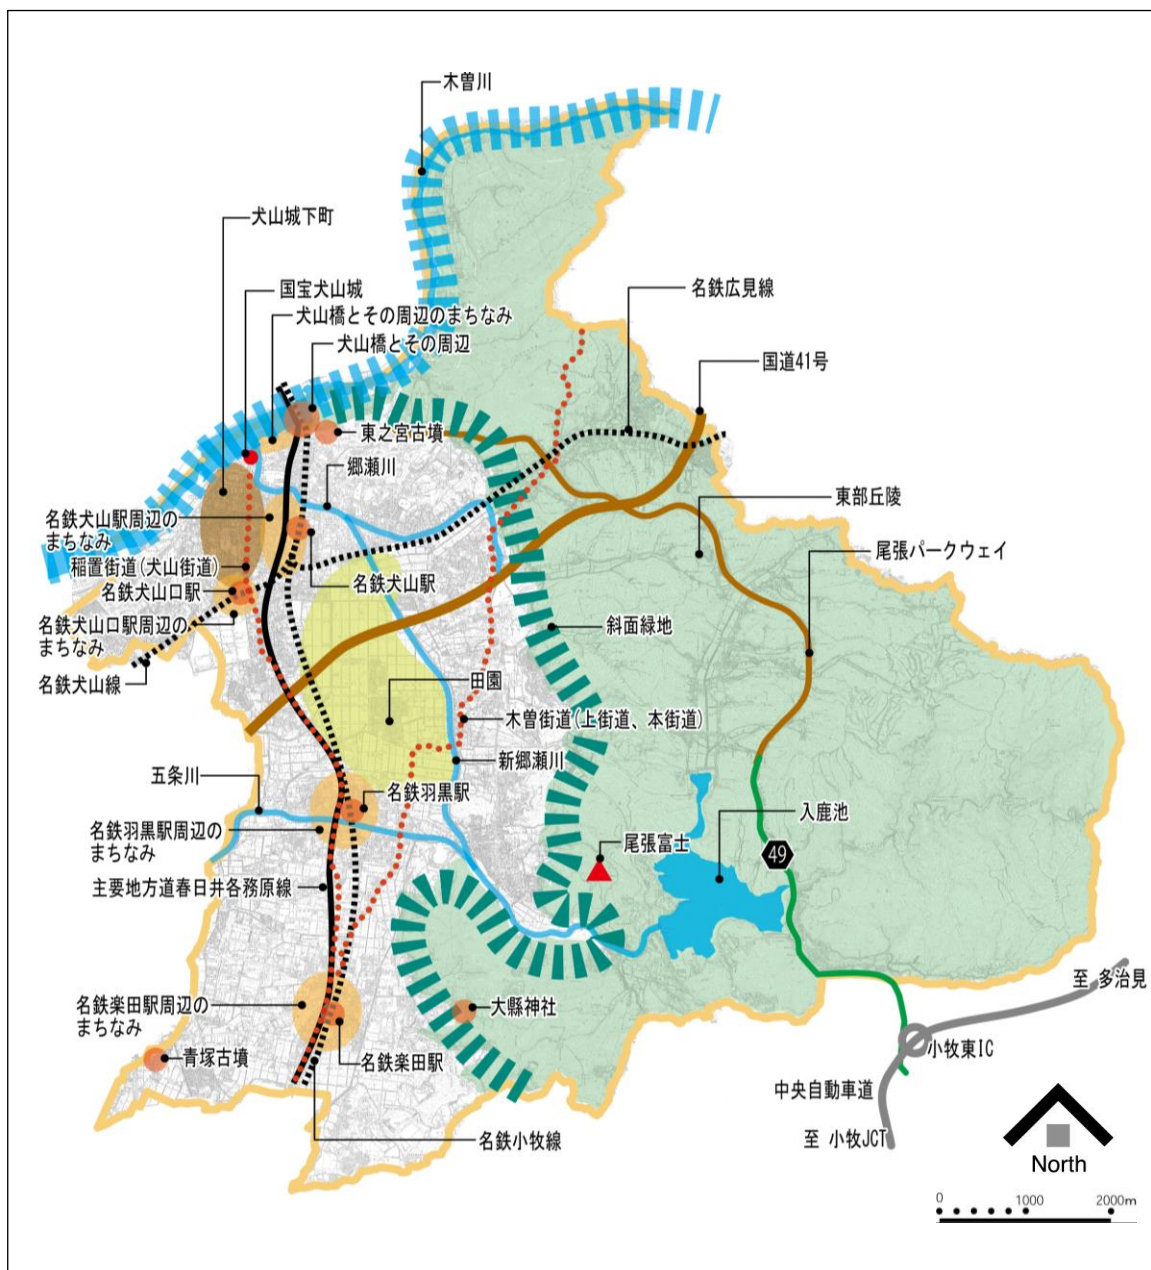 木曽川
犬山城下町
国宝犬山城
名鉄広見線
犬山橋とその周辺のまちなみ
犬山橋とその周辺
国道41号
東之宮古墳
郷瀬川
東部丘陵
名鉄犬山駅周辺の
まちなみ
尾張パークウェイ
稲置街道(犬山街道)
名鉄犬山駅
名鉄犬山口駅
名鉄犬山口駅周辺の
まちなみ
斜面緑地
名鉄犬山線
田園
木曽街道(上街道、本街道)
新郷瀬川
五条川
名鉄羽黒駅
入鹿池
名鉄羽黒駅周辺の
まちなみ
尾張富士
49
主要地方道春日井各務原線
至 多治見
名鉄楽田駅周辺の
まちなみ
大縣神社
小牧東IC
青塚古墳
名鉄楽田駅
中央自動車道
名鉄小牧線
至 小牧JCT
North
0 1000 2000m